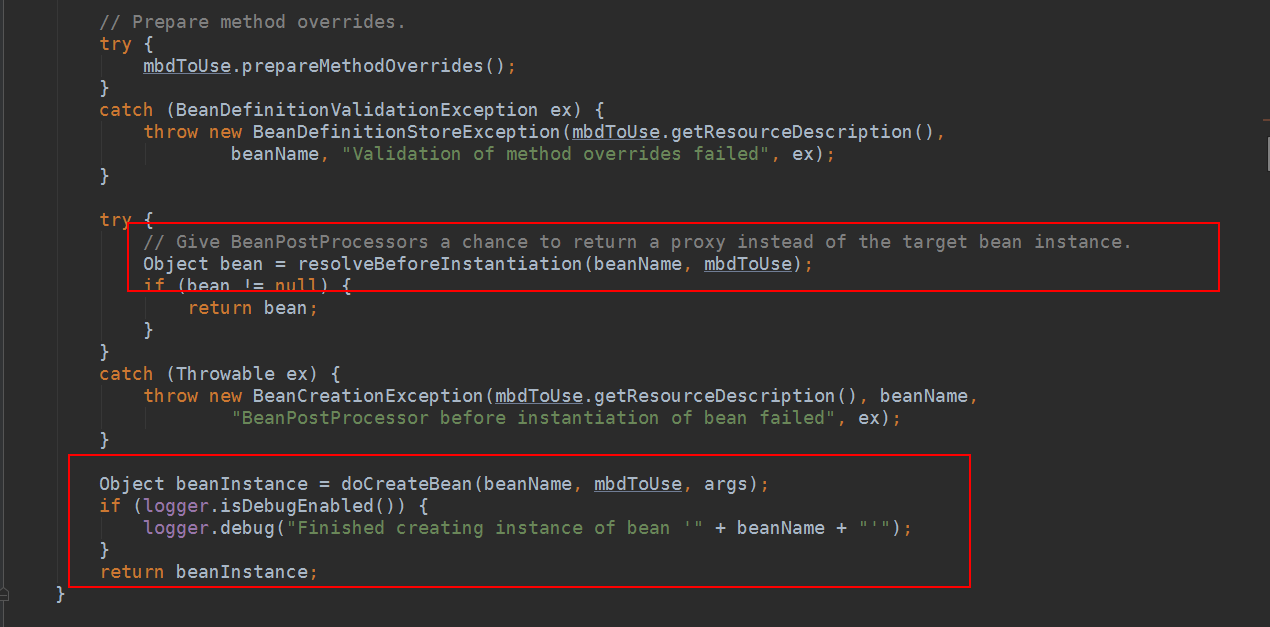 // Prepare method overrides.
try {
mbdToUse.prepareMethodOverrides();
}
catch (BeanDefinitionValidationException ex) {
throw new BeanDefinitionStoreException(mbdToUse.getResourceDescription(),
beanName, "Validation of method overrides failed", ex);
}
try {
// Give BeanPostProcessors a chance to return a proxy instead of the target bean instance.
Object bean = resolveBeforeInstantiation(beanName, mbdToUse);
if (bean != null) {
return bean;
}
}
catch (Throwable ex) {
throw new BeanCreationException(mbdToUse.getResourceDescription(), beanName,
"BeanPostProcessor before instantiation of bean failed", ex);
}
Object beanInstance = doCreateBean(beanName, mbdToUse, args);
if (logger.isDebugEnabled()) {
logger.debug("Finished creating instance of bean '" + beanName + "'");
}
return beanInstance;
}